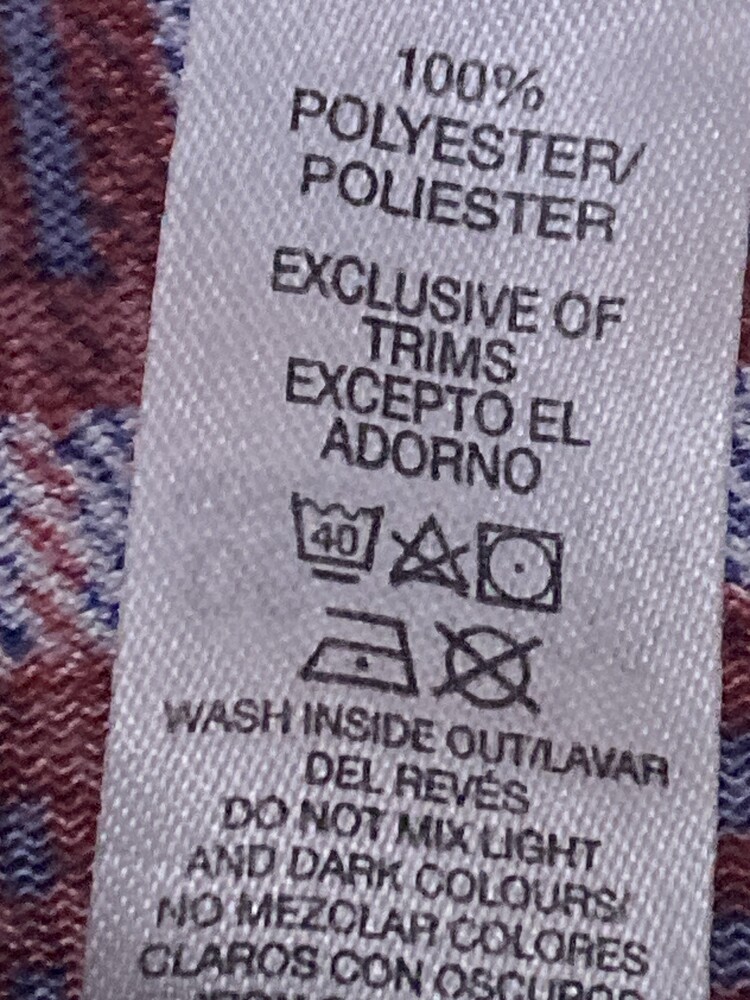 100%
POLYESTER/
POLIESTER
EXCLUSIVE OF
TRIMS
EXCEPTO EL
ADORNO
40
WASH INSIDE OUT/LAVAR
DEL REVÉS
DO NOT MIX LIGHT
AND DARK COLOURS/
NO MEZCLAR COLORES
CLAROS CON OSCUROS